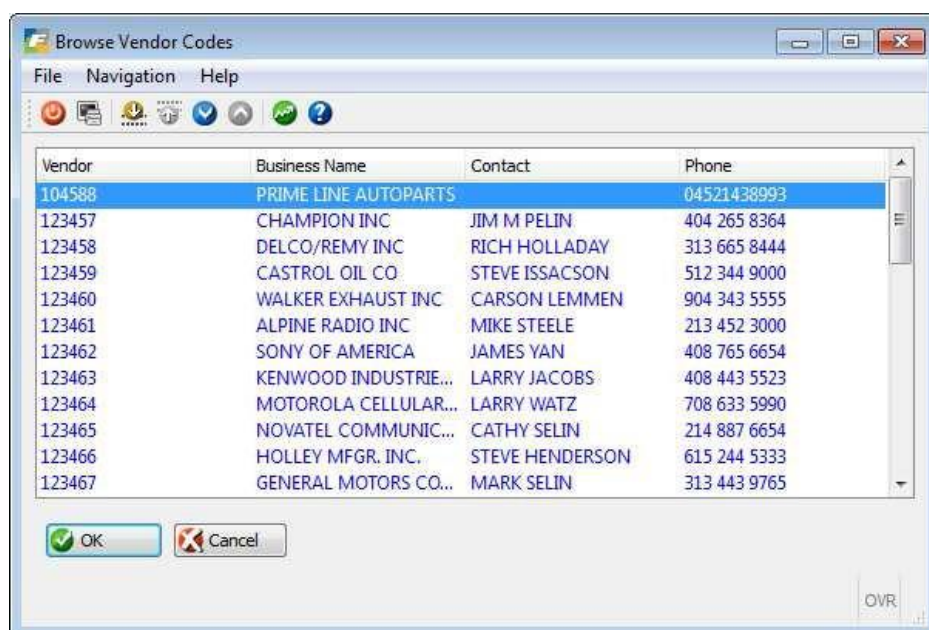 Browse Vendor Codes
File Navigation Help
Vendor Business Name Contact Phone
104588 PRIME LINE AUTOPARTS 04521438993
123457 CHAMPION INC JIM M PELIN 404 265 8364
123458 DELCO/REMY INC RICH HOLLADAY 313 665 8444
123459 CASTROL OIL CO STEVE ISSACSON 512 344 9000
123460 WALKER EXHAUST INC CARSON LEMMEN 904 343 5555
123461 ALPINE RADIO INC MIKE STEELE 213 452 3000
123462 SONY OF AMERICA JAMES YAN 408 765 6654
123463 KENWOOD INDUSTRIE... LARRY JACOBS 408 443 5523
123464 MOTOROLA CELLULAR... LARRY WATZ 708 633 5990
123465 NOVATEL COMMUNIC... CATHY SELIN 214 887 6654
123466 HOLLEY MFGR. INC. STEVE HENDERSON 615 244 5333
123467 GENERAL MOTORS CO... MARK SELIN 313 443 9765
OK Cancel
OVR